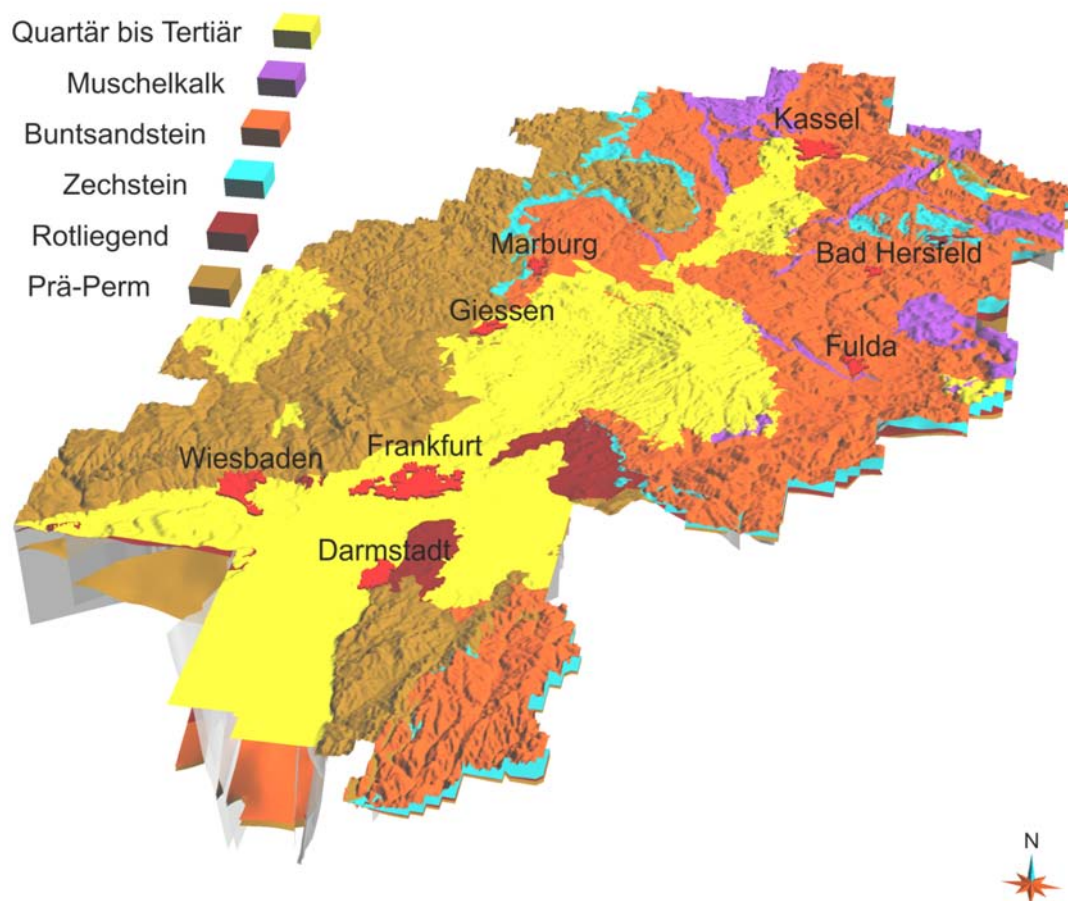 Quartär bis Tertiär
Muschelkalk
Buntsandstein
Zechstein
Rotliegend
Prä-Perm
Kassel
Marburg
Bad Hersfeld
Giessen
Fulda
Frankfurt
Wiesbaden
Darmstadt
N